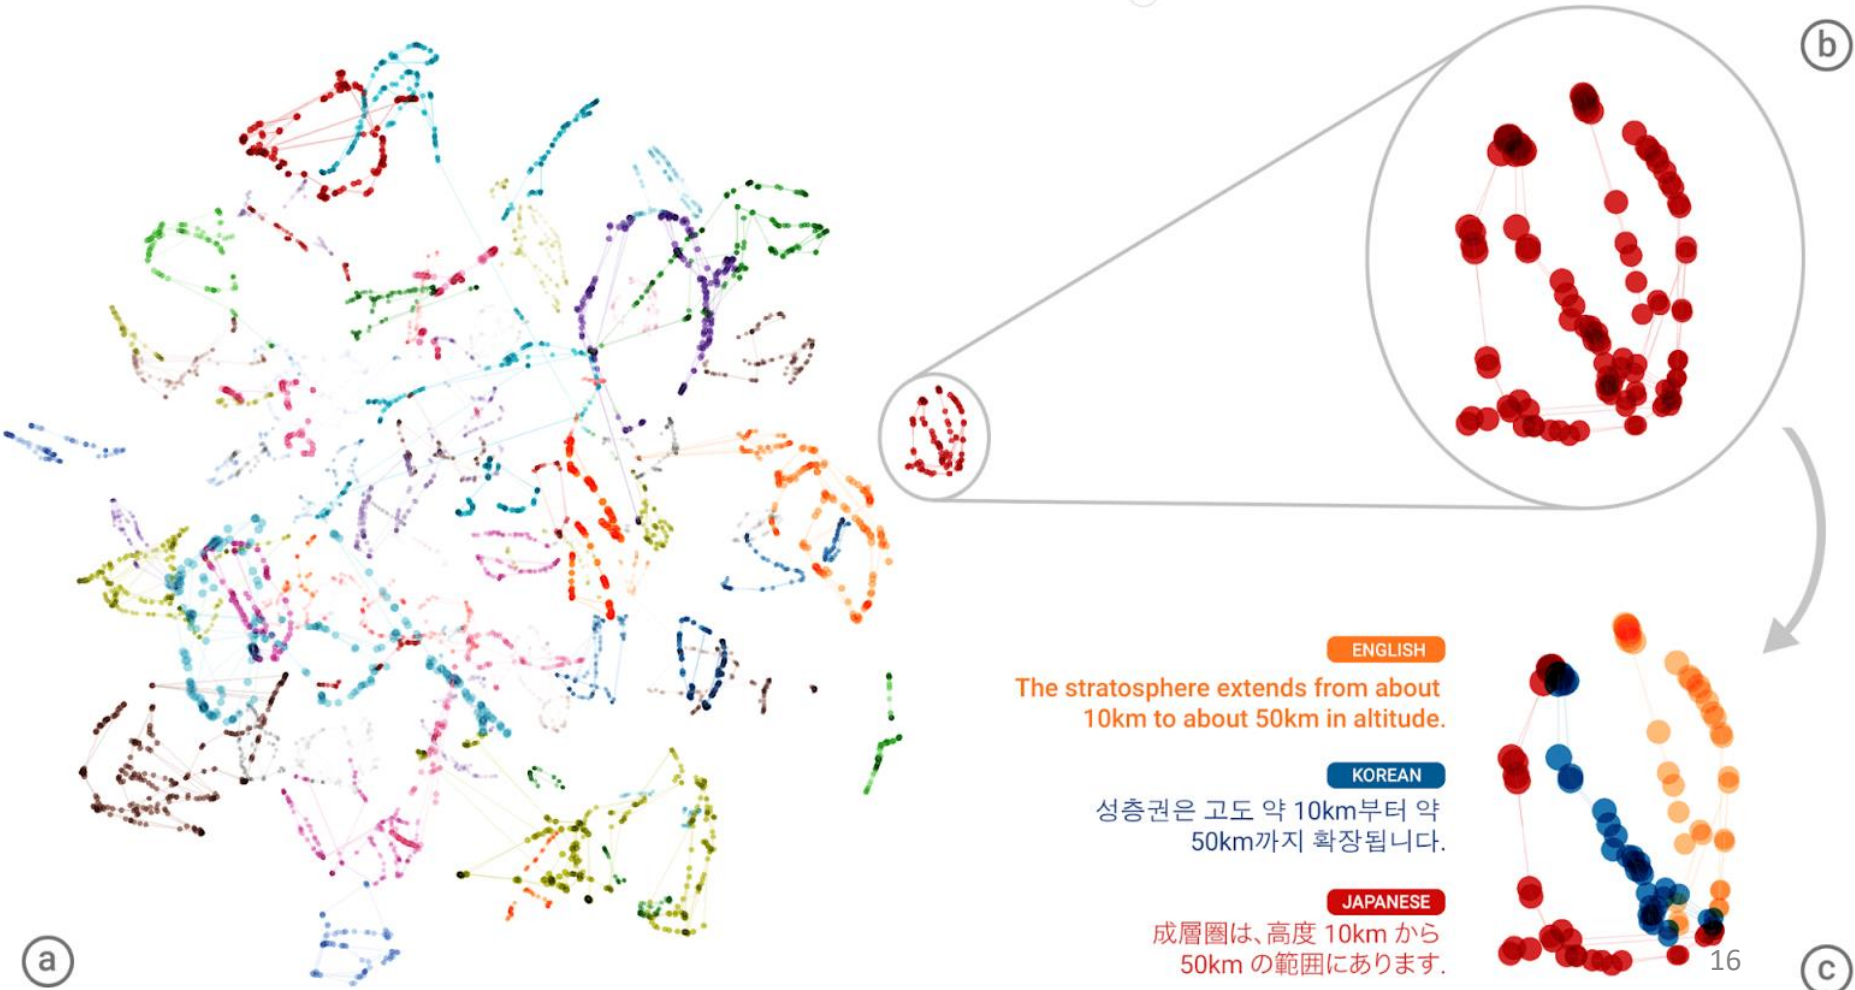 b
ENGLISH
The stratosphere extends from about
10km to about 50km in altitude.
KOREAN
성층권은 고도 약 10km부터 약
50km까지 확장됩니다.
JAPANESE
成層圏は、高度 10km から
50km の範囲にあります.
a
16
c